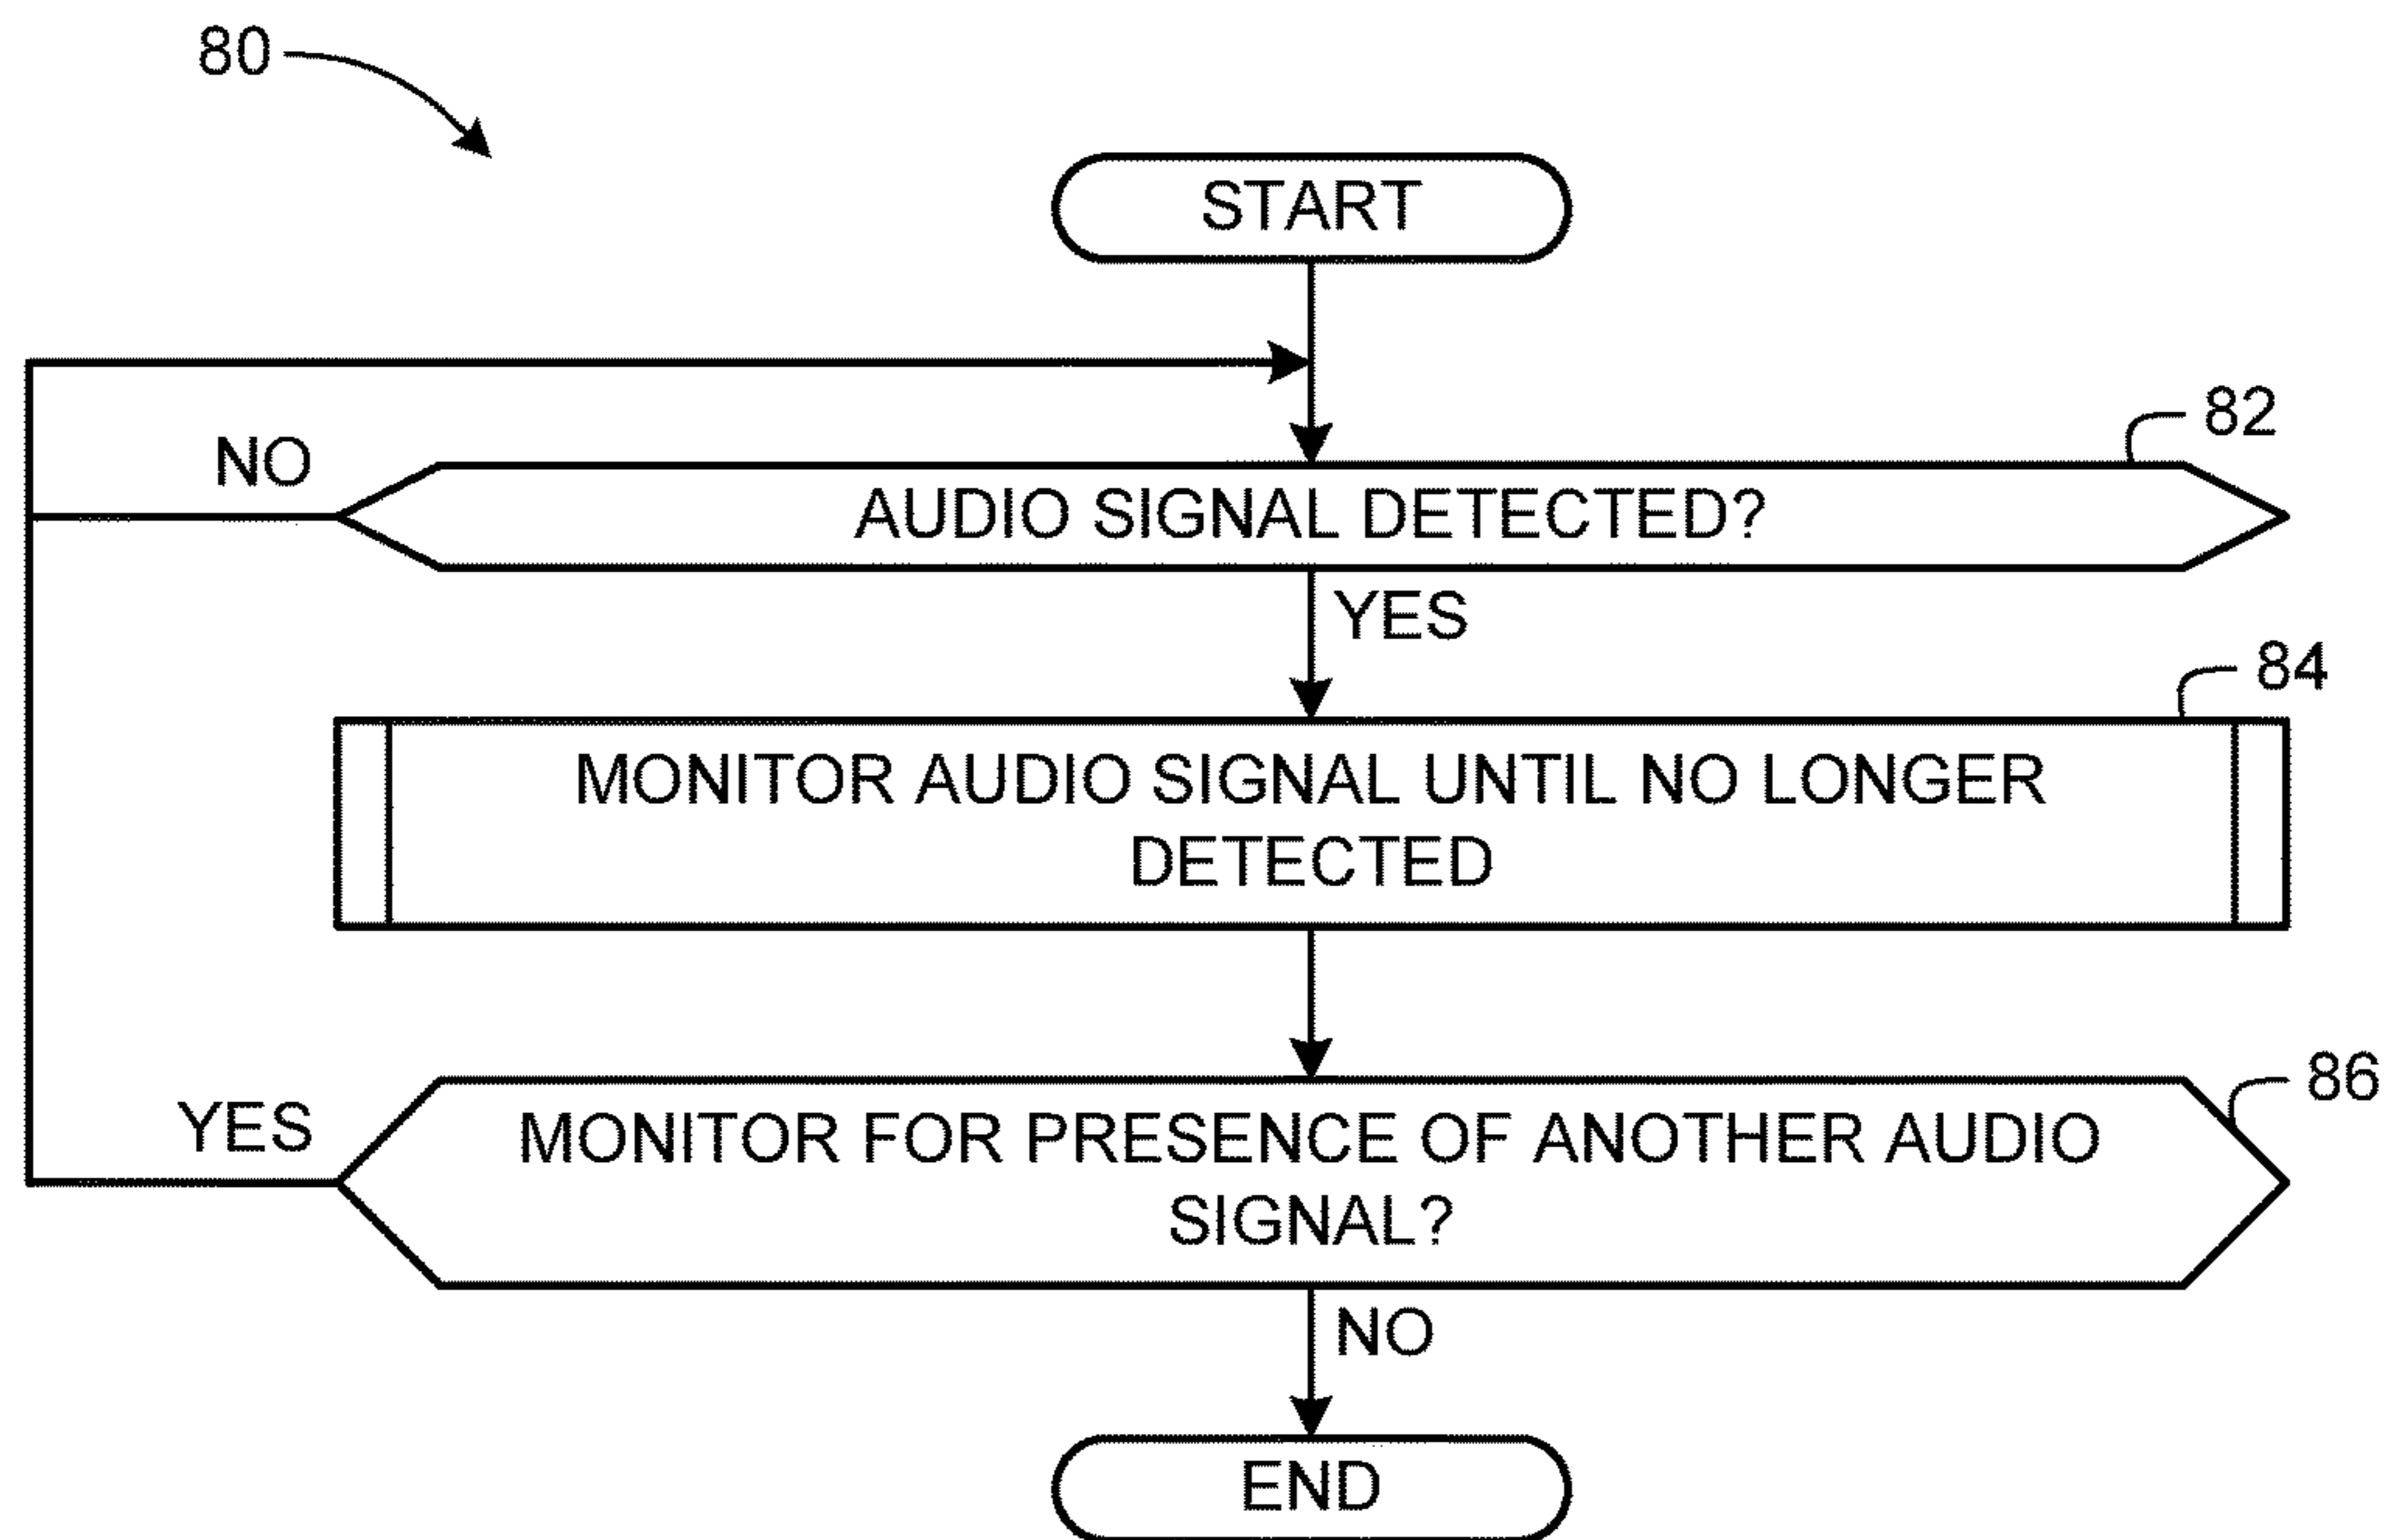 80
START
82
NO
AUDIO SIGNAL DETECTED?
YES
84
MONITOR AUDIO SIGNAL UNTIL NO LONGER
DETECTED
86
YES
MONITOR FOR PRESENCE OF ANOTHER AUDIO
SIGNAL?
NO
END